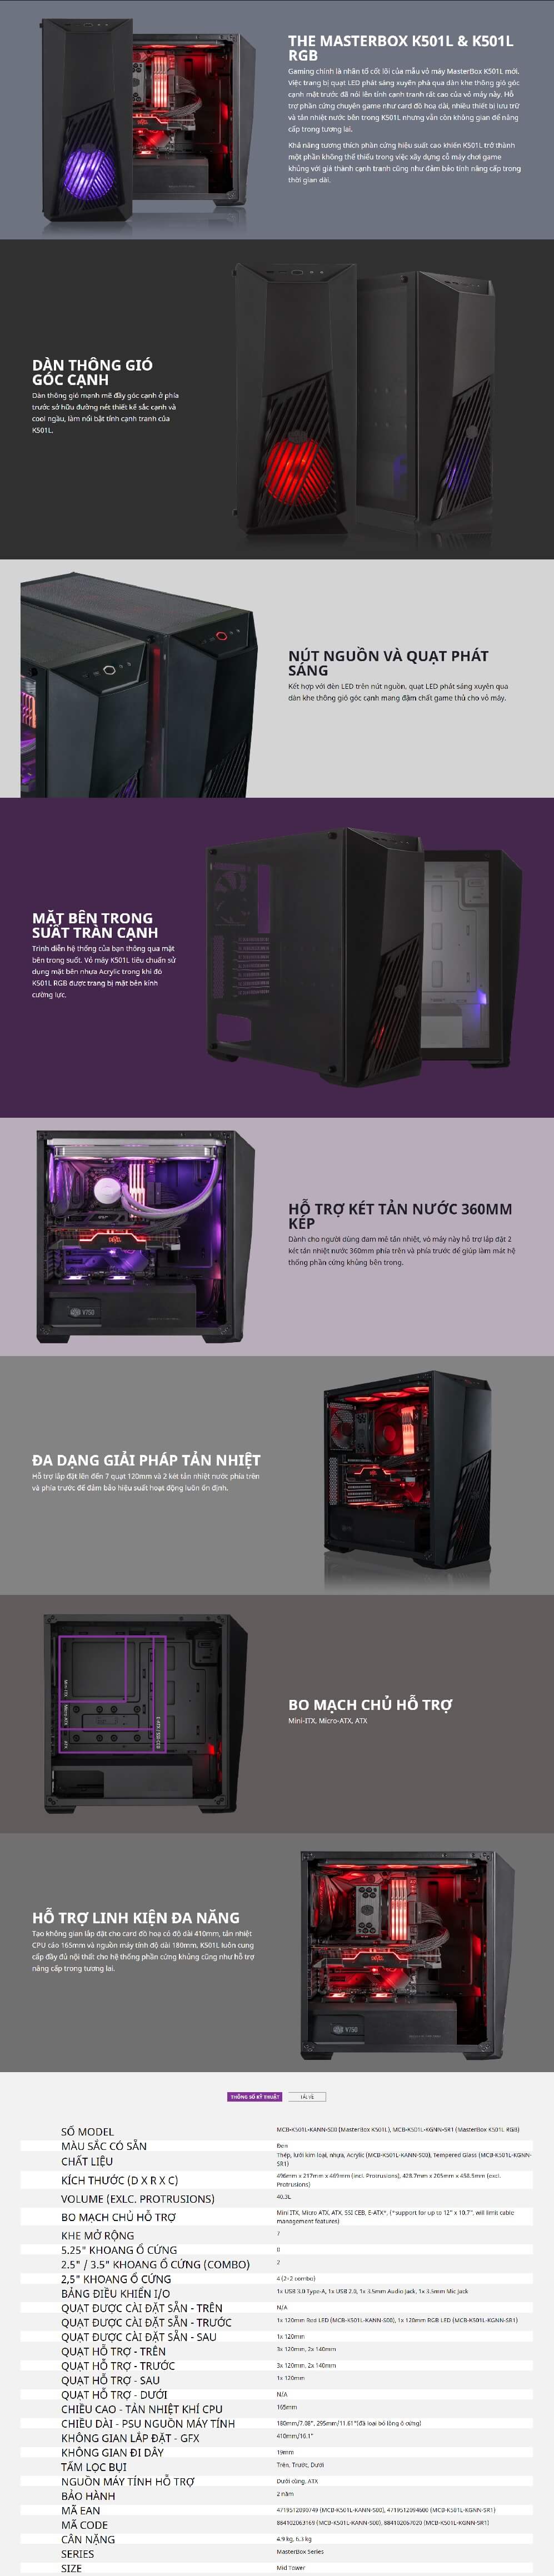 THE MASTERBOX K501L & K501L
RGB
Gaming chính là nhân tố cốt lõi của mẫu vỏ máy MasterBox K501L mới.
Việc trang bị quạt LED phát sáng xuyên phá qua dàn khe thông gió góc
cạnh mặt trước đã nói lên tính cạnh tranh rất cao của vỏ máy này. Hỗ
trợ phần cứng chuyên game như card đồ họa dài, nhiều thiết bị lưu trữ
và tản nhiệt nước bên trong K501L nhưng vẫn còn không gian để nâng
cấp trong tương lai.
Khả năng tương thích phần cứng hiệu suất cao khiến K501L trở thành
một phần không thể thiếu trong việc xây dựng cỗ máy chơi game
khủng với giá thành cạnh tranh cũng như đảm bảo tính nâng cấp trong
thời gian dài.
DÀN THÔNG GIÓ
GÓC CẠNH
Dàn thông gió mạnh mẽ đầy góc cạnh ở phía
trước sở hữu đường nét thiết kế sắc cạnh và
cool ngầu, làm nổi bật tính cạnh tranh của
K501L.
NÚT NGUỒN VÀ QUẠT PHÁT
SÁNG
Kết hợp với đèn LED trên nút nguồn, quạt LED phát sáng xuyên qua
dàn khe thông gió góc cạnh mang đậm chất game thủ cho vỏ máy.
MẶT BÊN TRONG
SUỐT TRÀN CẠNH
Trình diễn hệ thống của bạn thông qua mặt
bên trong suốt. Vỏ máy K501L tiêu chuẩn sử
dụng mặt bên nhựa Acrylic trong khi đó
K501L RGB được trang bị mặt bên kính
cường lực.
HỖ TRỢ KÉT TẢN NƯỚC 360MM
KÉP
Dành cho người dùng đam mê tản nhiệt, vỏ máy này hỗ trợ lắp đặt 2
két tản nhiệt nước 360mm phía trên và phía trước để giúp làm mát hệ
thống phần cứng khủng bên trong.
V750
ĐA DẠNG GIẢI PHÁP TẢN NHIỆT
Hỗ trợ lắp đặt lên đến 7 quạt 120mm và 2 két tản nhiệt nước phía trên
và phía trước để đảm bảo hiệu suất hoạt động luôn ổn định.
BO MẠCH CHỦ HỖ TRỢ
Mini-ITX, Micro-ATX, ATX
Mini-ITX
Micro-ATX
ATX
E-ATX / SSI CEB
HỖ TRỢ LINH KIỆN ĐA NĂNG
Tạo không gian lắp đặt cho card đồ họa có độ dài 410mm, tản nhiệt
CPU cao 165mm và nguồn máy tính độ dài 180mm, K501L luôn cung
cấp đầy đủ nội thất cho hệ thống phần cứng khủng cũng như hỗ trợ
nâng cấp trong tương lai.
V750
THÔNG SỐ KỸ THUẬT
TẢI VỀ
SỐ MODEL MCB-K501L-KANN-S00 (MasterBox K501L), MCB-K501L-KGNN-SR1 (MasterBox K501L RGB)
MÀU SẮC CÓ SẴN Đen
CHẤT LIỆU Thép, lưới kim loại, nhựa, Acrylic (MCB-K501L-KANN-S00), Tempered Glass (MCB-K501L-KGNN-
SR1)
KÍCH THƯỚC (D X R X C) 496mm x 217mm x 469mm (incl. Protrusions), 428.7mm x 205mm x 458.5mm (excl.
Protrusions)
VOLUME (EXLC. PROTRUSIONS) 40.3L
BO MẠCH CHỦ HỖ TRỢ Mini ITX, Micro ATX, ATX, SSI CEB, E-ATX*, (*support for up to 12" x 10.7", will limit cable
management features)
KHE MỞ RỘNG 7
5.25" KHOANG Ổ CỨNG 0
2.5" / 3.5" KHOANG Ổ CỨNG (COMBO) 2
2,5" KHOANG Ổ CỨNG 4 (2+2 combo)
BẢNG ĐIỀU KHIỂN I/O 1x USB 3.0 Type-A, 1x USB 2.0, 1x 3.5mm Audio Jack, 1x 3.5mm Mic Jack
QUẠT ĐƯỢC CÀI ĐẶT SẴN - TRÊN N/A
QUẠT ĐƯỢC CÀI ĐẶT SẴN - TRƯỚC 1x 120mm Red LED (MCB-K501L-KANN-S00), 1x 120mm RGB LED (MCB-K501L-KGNN-SR1)
QUẠT ĐƯỢC CÀI ĐẶT SẴN - SAU 1x 120mm
QUẠT HỖ TRỢ - TRÊN 3x 120mm, 2x 140mm
QUẠT HỖ TRỢ - TRƯỚC 3x 120mm, 2x 140mm
QUẠT HỖ TRỢ - SAU 1x 120mm
QUẠT HỖ TRỢ - DƯỚI N/A
CHIỀU CAO - TẢN NHIỆT KHÍ CPU 165mm
CHIỀU DÀI - PSU NGUỒN MÁY TÍNH 180mm/7.08", 295mm/11.61"(đã loại bỏ lồng ổ cứng)
KHÔNG GIAN LẮP ĐẶT - GFX 410mm/16.1"
KHÔNG GIAN ĐI DÂY 19mm
TẤM LỌC BỤI Trên, Trước, Dưới
NGUỒN MÁY TÍNH HỖ TRỢ Dưới cùng, ATX
BẢO HÀNH 2 năm
MÃ EAN 4719512090749 (MCB-K501L-KANN-S00), 4719512094600 (MCB-K501L-KGNN-SR1)
MÃ CODE 884102063169 (MCB-K501L-KANN-S00), 884102067020 (MCB-K501L-KGNN-SR1)
CÂN NẶNG 4.9 kg, 6.3 kg
SERIES MasterBox Series
SIZE Mid Tower